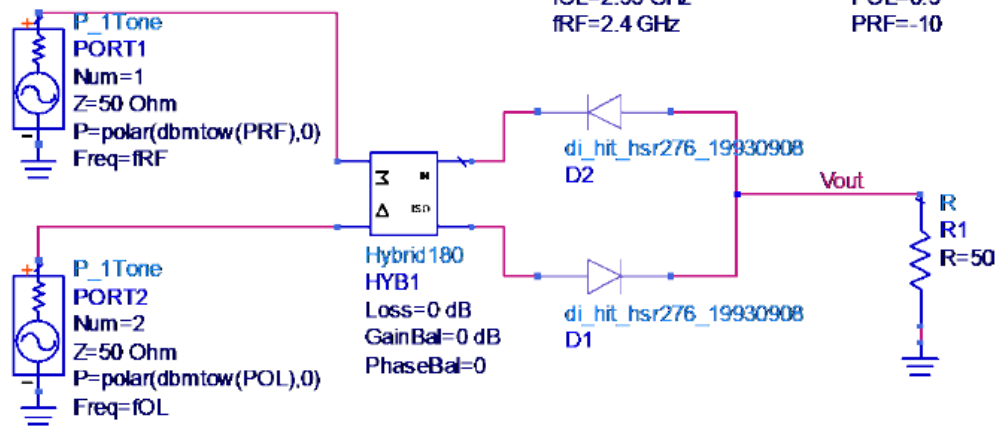 P_1Tone
PORT1
Num=1
Z=50 Ohm
P=polar(dbmtow(PRF),0)
Freq=fRF
fRF=2.4 GHz
PRF=-10
di_hit_hsr276_19930908
D2
Vout
R
R1
R=50
Σ
IN
Δ
ISO
Hybrid180
HYB1
Loss=0 dB
GainBal=0 dB
PhaseBal=0
di_hit_hsr276_19930908
D1
P_1Tone
PORT2
Num=2
Z=50 Ohm
P=polar(dbmtow(POL),0)
Freq=fOL